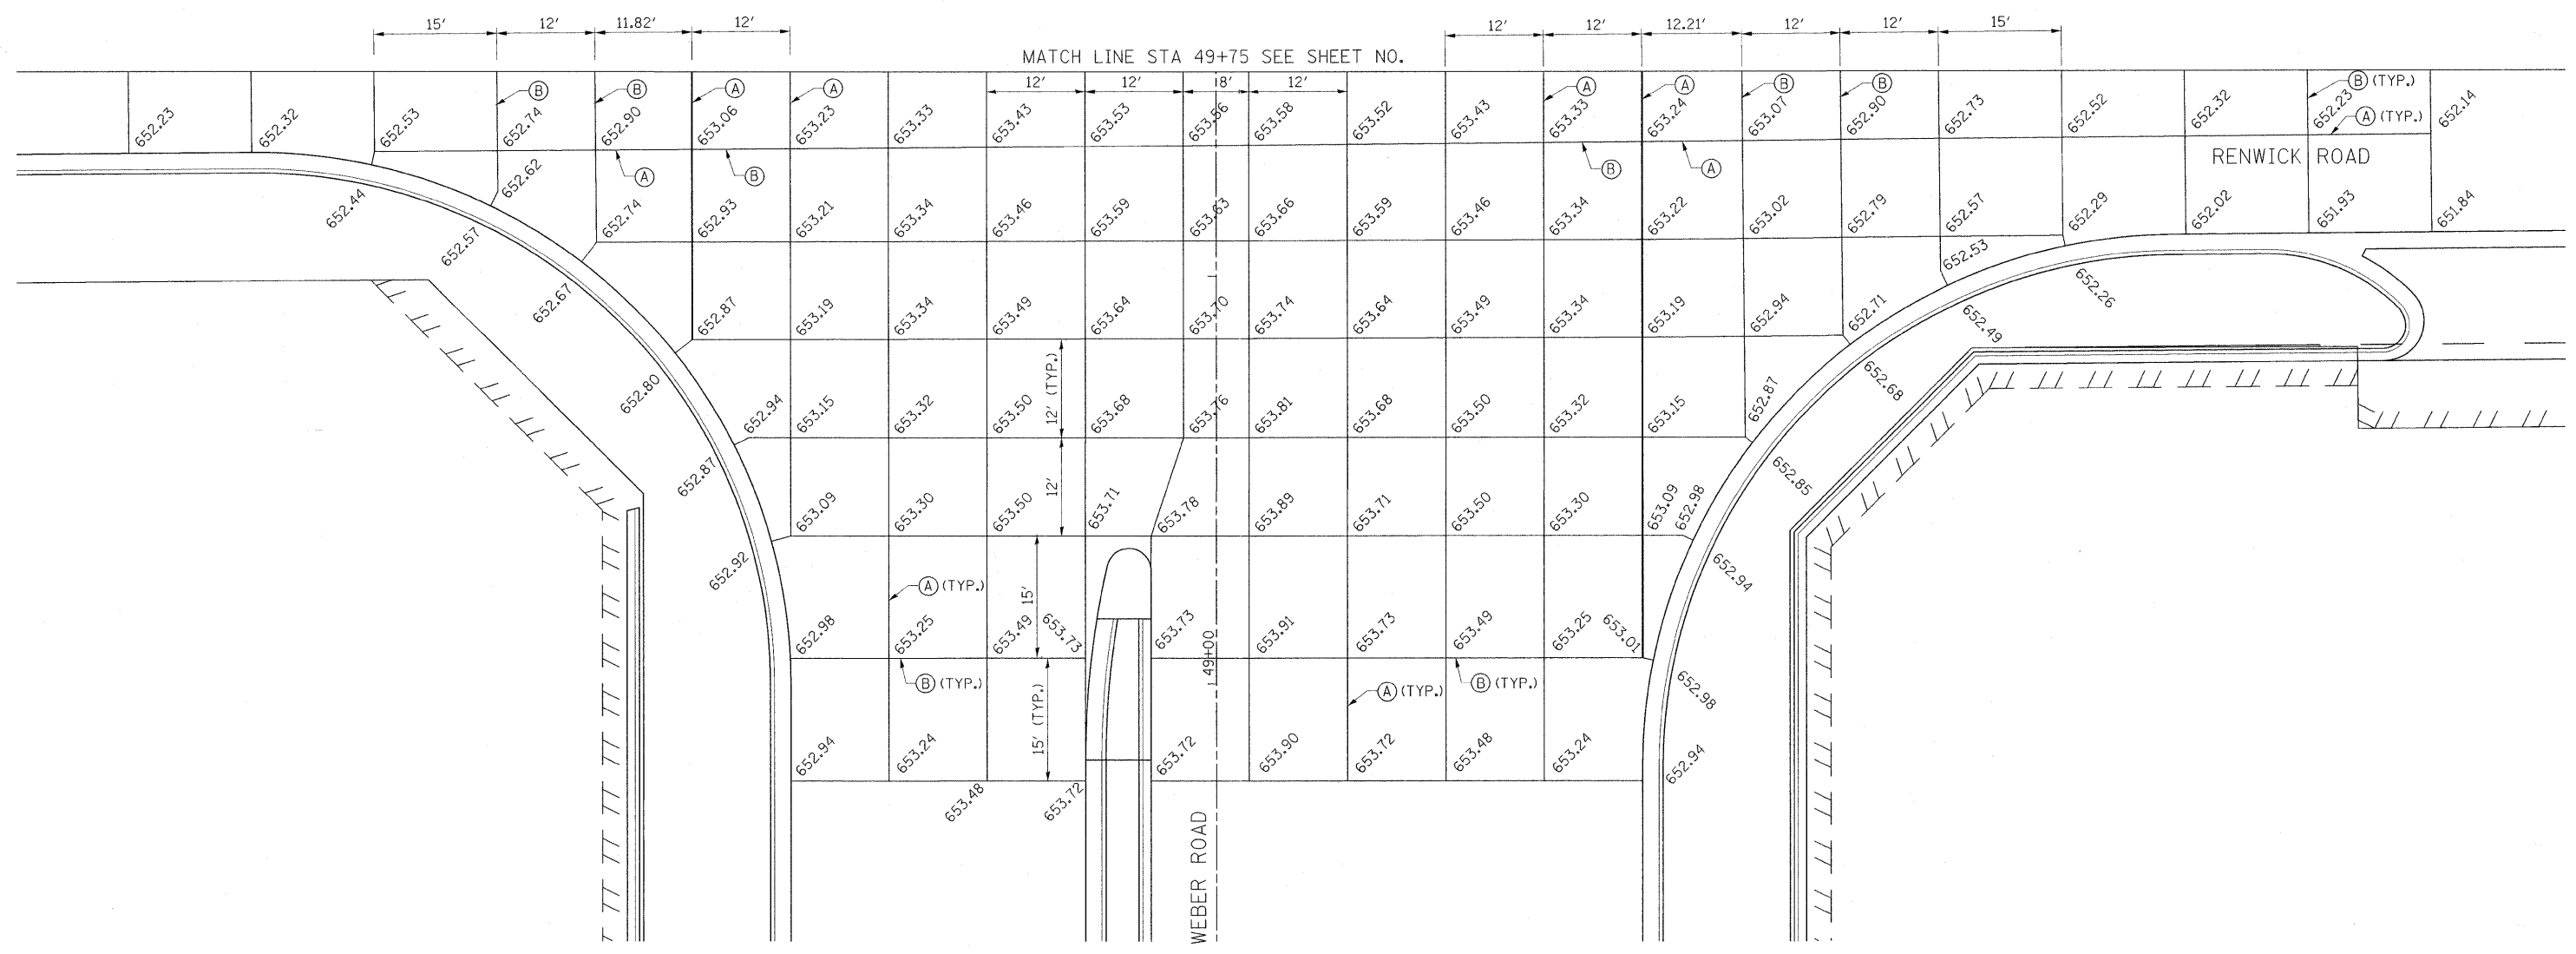 15' 12' 11.82' 12' 12' 12' 12.21' 12' 12' 15'
MATCH LINE STA 49+75 SEE SHEET NO.
12' 12' 8' 12'
B B A A A A B B B (TYP.)
652.23 652.32 652.53 652.74 652.90 653.06 653.23 653.33 653.43 653.53 653.56 653.58 653.52 653.43 653.33 653.24 653.07 652.90 652.73 652.52 652.32 652.23 652.14
A (TYP.)
RENWICK ROAD
A B B A
652.44 652.62 652.74 652.93 653.21 653.34 653.46 653.59 653.63 653.66 653.59 653.46 653.34 653.22 653.02 652.79 652.57 652.29 652.02 651.93 651.84
652.57 652.53
652.67 652.87 653.19 653.34 653.49 653.64 653.70 653.74 653.64 653.49 653.34 653.19 652.94 652.71 652.49 652.26
12' (TYP.)
652.80 652.94 653.15 653.32 653.50 653.68 653.76 653.81 653.68 653.50 653.32 653.15 652.87 652.68
12'
652.87 653.09 653.30 653.50 653.71 653.78 653.89 653.71 653.50 653.30 653.09 652.98 652.85
652.92 652.94
A (TYP.)
15'
652.98 653.25 653.49 653.73 653.73 653.91 653.73 653.49 653.25 653.01
49+00
B (TYP.) A (TYP.) B (TYP.)
652.98
15' (TYP.)
652.94 653.24 653.72 653.90 653.72 653.48 653.24 652.94
653.48 653.72
WEBER ROAD